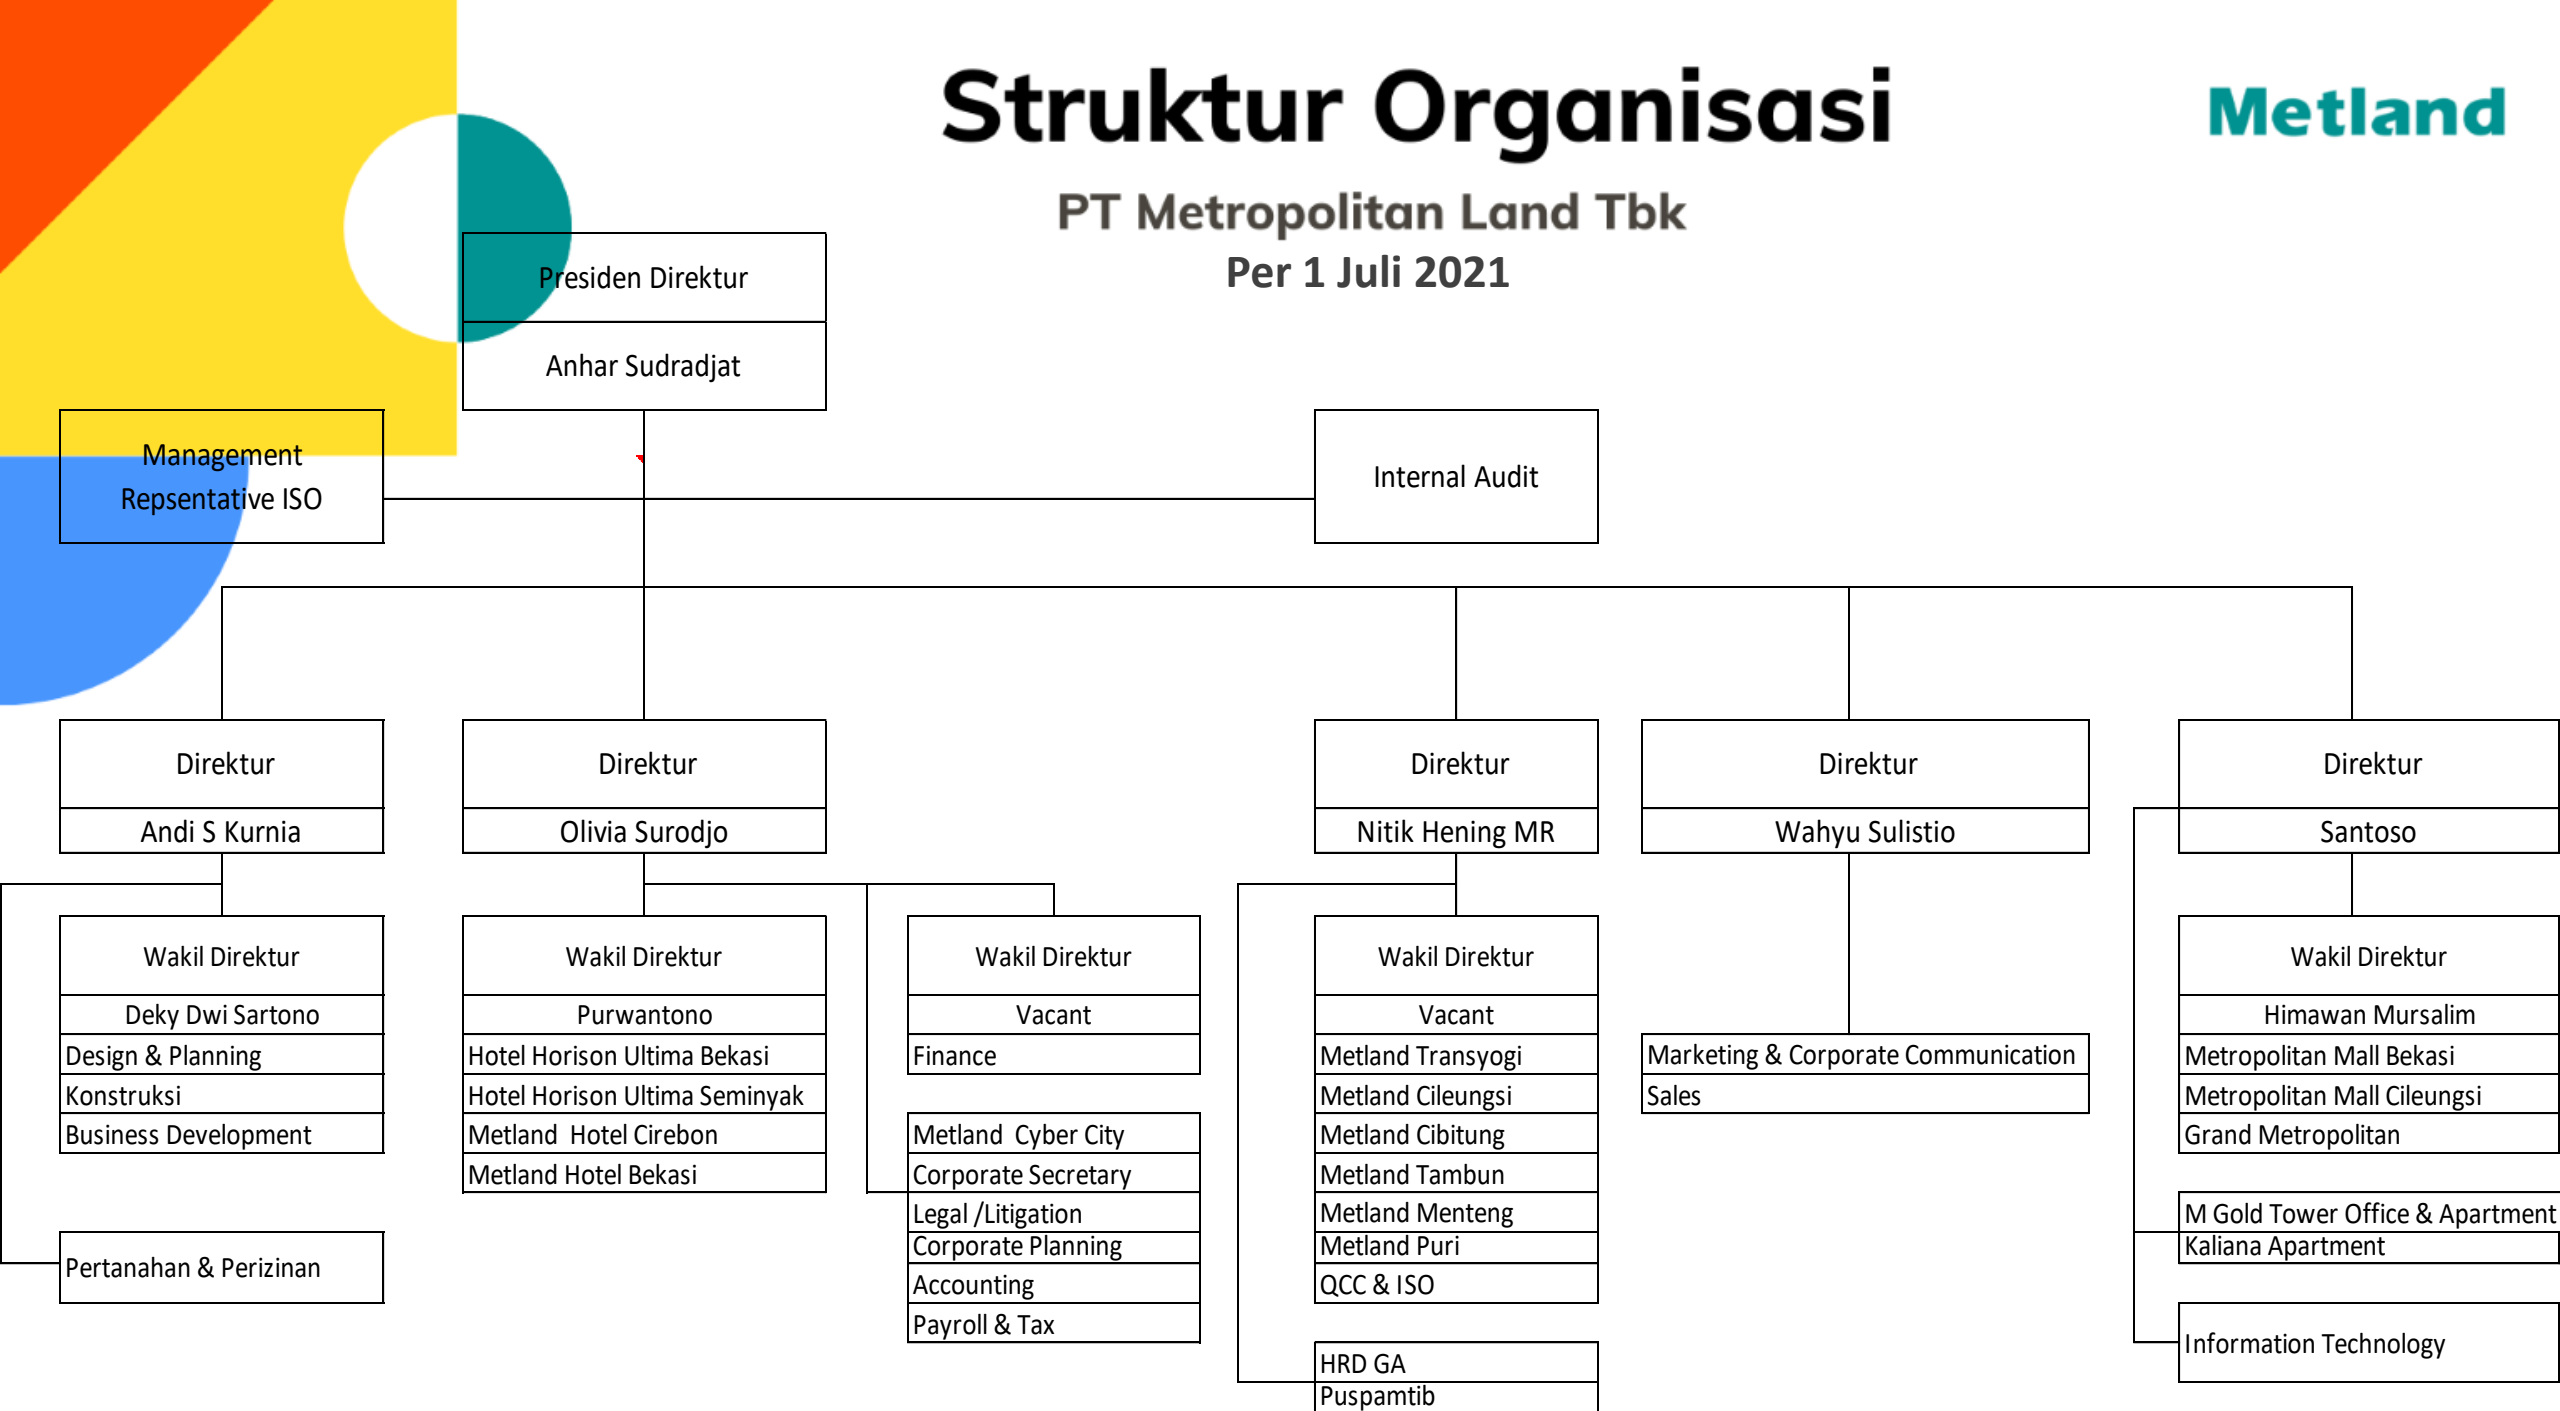 Struktur Organisasi
Metland
PT Metropolitan Land Tbk
Per 1 Juli 2021
Presiden Direktur
Anhar Sudradjat
Management
Repsentative ISO
Internal Audit
Direktur
Andi S Kurnia
Direktur
Olivia Surodjo
Direktur
Nitik Hening MR
Direktur
Wahyu Sulistio
Direktur
Santoso
Wakil Direktur
Deky Dwi Sartono
Design & Planning
Konstruksi
Business Development
Pertanahan & Perizinan
Wakil Direktur
Purwantono
Hotel Horison Ultima Bekasi
Hotel Horison Ultima Seminyak
Metland  Hotel Cirebon
Metland Hotel Bekasi
Wakil Direktur
Vacant
Finance
Metland  Cyber City
Corporate Secretary
Legal /Litigation
Corporate Planning
Accounting
Payroll & Tax
Wakil Direktur
Vacant
Metland Transyogi
Metland Cileungsi
Metland Cibitung
Metland Tambun
Metland Menteng
Metland Puri
QCC & ISO
HRD GA
Puspamtib
Marketing & Corporate Communication
Sales
Wakil Direktur
Himawan Mursalim
Metropolitan Mall Bekasi
Metropolitan Mall Cileungsi
Grand Metropolitan
M Gold Tower Office & Apartment
Kaliana Apartment
Information Technology